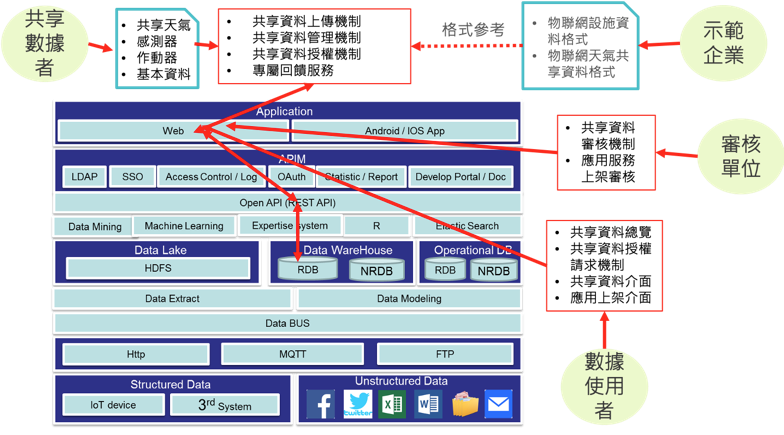 共享
數據
者
• 共享天氣
• 感測器
• 作動器
• 基本資料
• 共享資料上傳機制
• 共享資料管理機制
• 共享資料授權機制
• 專屬回饋服務
格式參考
• 物聯網設施資
料格式
• 物聯網天氣共
享資料格式
示範
企業
Application
Web
Android / IOS App
• 共享資料
審核機制
• 應用服務
上架審核
審核
單位
APIM
LDAP
SSO
Access Control / Log
OAuth
Statistic / Report
Develop Portal / Doc
Open API (REST API)
Data Mining
Machine Learning
Expertise system
R
Elastic Search
Data Lake
HDFS
Data WareHouse
RDB
NRDB
Operational DB
RDB
NRDB
• 共享資料總覽
• 共享資料授權
請求機制
• 共享資料介面
• 應用上架介面
Data Extract
Data Modeling
Data BUS
Http
MQTT
FTP
數據
使用
者
Structured Data
IoT device
3rd System
Unstructured Data
twitter